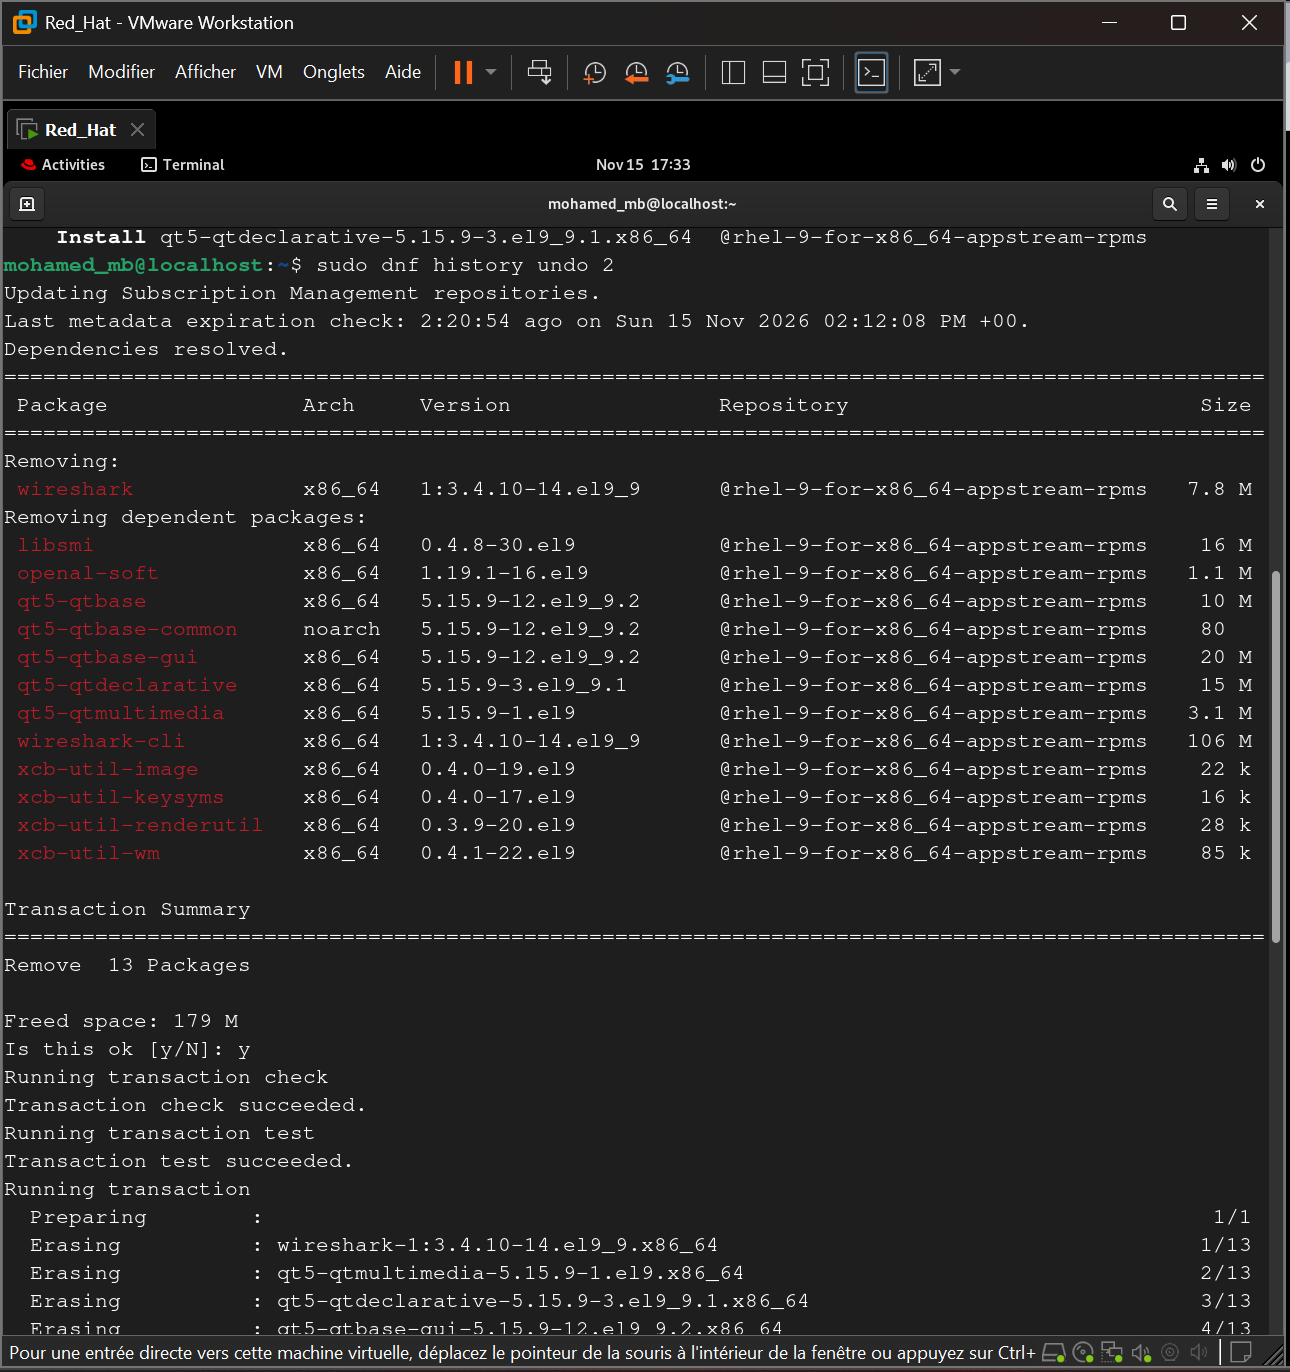 Red_Hat - VMware Workstation
Fichier Modifier Afficher VM Onglets Aide
Red_Hat
Activities Terminal Nov 15 17:33
mohamed_mb@localhost:~
Install qt5-qtdeclarative-5.15.9-3.el9_9.1.x86_64 @rhel-9-for-x86_64-appstream-rpms
mohamed_mb@localhost:~$ sudo dnf history undo 2
Updating Subscription Management repositories.
Last metadata expiration check: 2:20:54 ago on Sun 15 Nov 2026 02:12:08 PM +00.
Dependencies resolved.
================================================================================
Package Arch Version Repository Size
================================================================================
Removing:
wireshark x86_64 1:3.4.10-14.el9_9 @rhel-9-for-x86_64-appstream-rpms 7.8 M
Removing dependent packages:
libsmi x86_64 0.4.8-30.el9 @rhel-9-for-x86_64-appstream-rpms 16 M
openal-soft x86_64 1.19.1-16.el9 @rhel-9-for-x86_64-appstream-rpms 1.1 M
qt5-qtbase x86_64 5.15.9-12.el9_9.2 @rhel-9-for-x86_64-appstream-rpms 10 M
qt5-qtbase-common noarch 5.15.9-12.el9_9.2 @rhel-9-for-x86_64-appstream-rpms 80
qt5-qtbase-gui x86_64 5.15.9-12.el9_9.2 @rhel-9-for-x86_64-appstream-rpms 20 M
qt5-qtdeclarative x86_64 5.15.9-3.el9_9.1 @rhel-9-for-x86_64-appstream-rpms 15 M
qt5-qtmultimedia x86_64 5.15.9-1.el9 @rhel-9-for-x86_64-appstream-rpms 3.1 M
wireshark-cli x86_64 1:3.4.10-14.el9_9 @rhel-9-for-x86_64-appstream-rpms 106 M
xcb-util-image x86_64 0.4.0-19.el9 @rhel-9-for-x86_64-appstream-rpms 22 k
xcb-util-keysyms x86_64 0.4.0-17.el9 @rhel-9-for-x86_64-appstream-rpms 16 k
xcb-util-renderutil x86_64 0.3.9-20.el9 @rhel-9-for-x86_64-appstream-rpms 28 k
xcb-util-wm x86_64 0.4.1-22.el9 @rhel-9-for-x86_64-appstream-rpms 85 k
Transaction Summary
================================================================================
Remove 13 Packages
Freed space: 179 M
Is this ok [y/N]: y
Running transaction check
Transaction check succeeded.
Running transaction test
Transaction test succeeded.
Running transaction
Preparing : 1/1
Erasing : wireshark-1:3.4.10-14.el9_9.x86_64 1/13
Erasing : qt5-qtmultimedia-5.15.9-1.el9.x86_64 2/13
Erasing : qt5-qtdeclarative-5.15.9-3.el9_9.1.x86_64 3/13
Erasing : qt5-qtbase-gui-5.15.9-12.el9_9.2.x86_64 4/13
Pour une entrée directe vers cette machine virtuelle, déplacez le pointeur de la souris à l'intérieur de la fenêtre ou appuyez sur Ctrl+